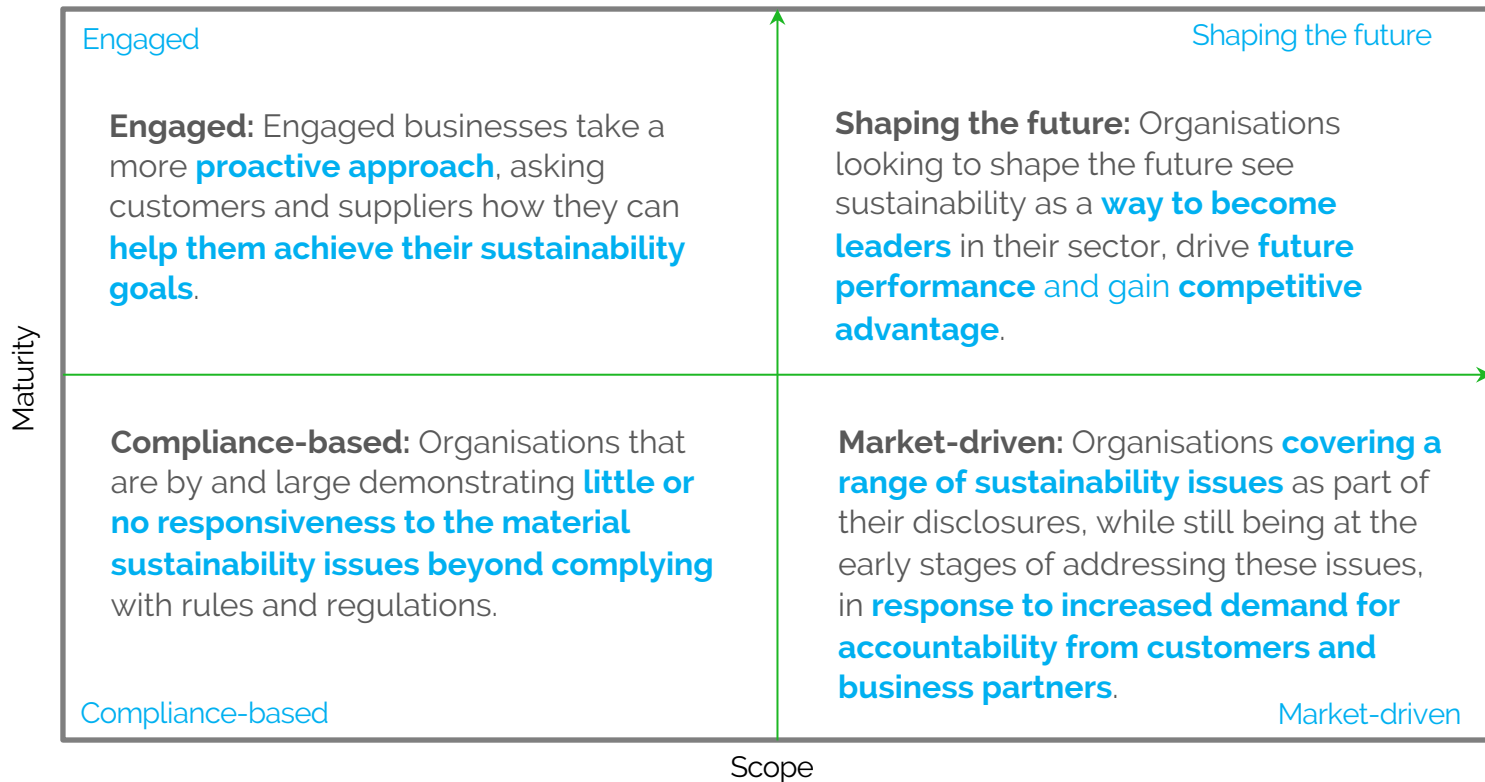 Engaged
Shaping the future
Engaged: Engaged businesses take a
more proactive approach, asking
customers and suppliers how they can
help them achieve their sustainability
goals.
Shaping the future: Organisations
looking to shape the future see
sustainability as a way to become
leaders in their sector, drive future
performance and gain competitive
advantage.
Maturity
Compliance-based: Organisations that
are by and large demonstrating little or
no responsiveness to the material
sustainability issues beyond complying
with rules and regulations.
Market-driven: Organisations covering a
range of sustainability issues as part of
their disclosures, while still being at the
early stages of addressing these issues,
in response to increased demand for
accountability from customers and
business partners.
Compliance-based
Market-driven
Scope